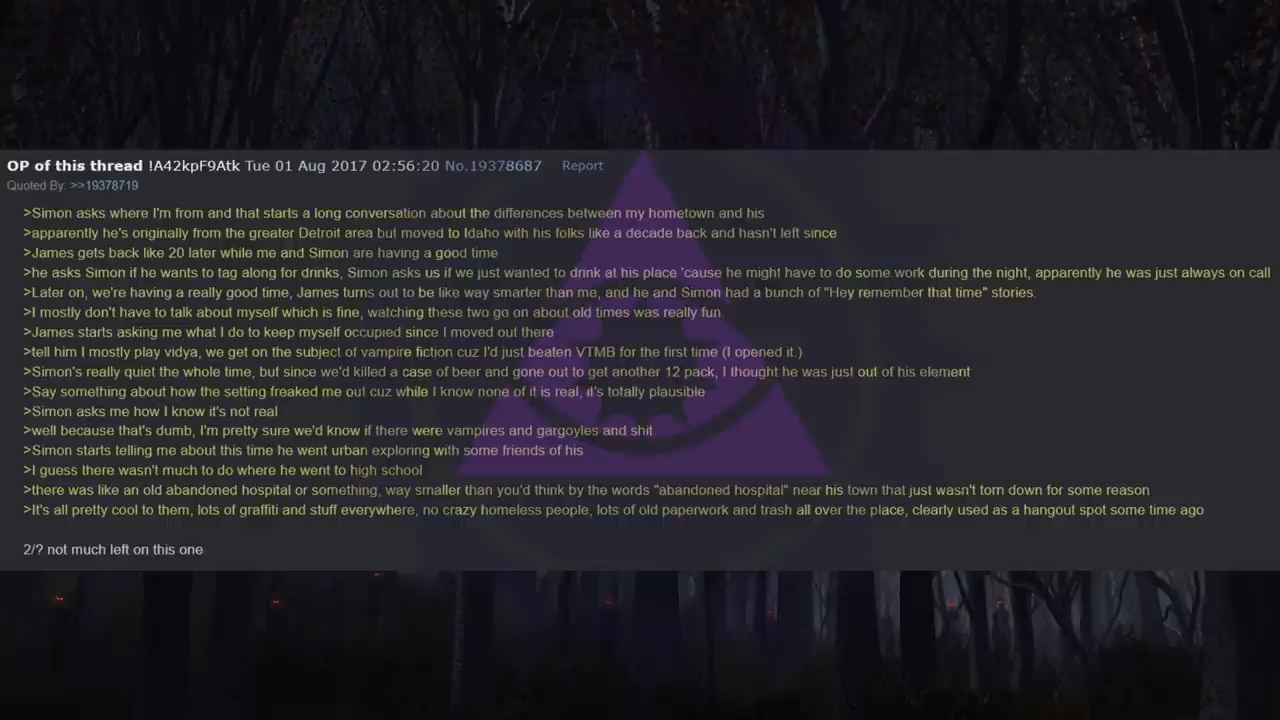 OP of this thread !A42kpF9Atk Tue 01 Aug 2017 02:56:20 No.19378687 Report
Quoted By: >>19378719
>Simon asks where I'm from and that starts a long conversation about the differences between my hometown and his
>apparently he's originally from the greater Detroit area but moved to Idaho with his folks like a decade back and hasn't left since
>James gets back like 20 later while me and Simon are having a good time
>he asks Simon if he wants to tag along for drinks, Simon asks us if we just wanted to drink at his place 'cause he might have to do some work during the night, apparently he was just always on call
>Later on, we're having a really good time, James turns out to be like way smarter than me, and he and Simon had a bunch of "Hey remember that time" stories.
>I mostly don't have to talk about myself which is fine, watching these two go on about old times was really fun.
>James starts asking me what I do to keep myself occupied since I moved out there
>tell him I mostly play vidya, we get on the subject of vampire fiction cuz I'd just beaten VTMB for the first time (I opened it.)
>Simon's really quiet the whole time, but since we'd killed a case of beer and gone out to get another 12 pack, I thought he was just out of his element
>Say something about how the setting freaked me out cuz while I know none of it is real, it's totally plausible
>Simon asks me how I know it's not real
>well because that's dumb, I'm pretty sure we'd know if there were vampires and gargoyles and shit
>Simon starts telling me about this time he went urban exploring with some friends of his
>I guess there wasn't much to do where he went to high school
>there was like an old abandoned hospital or something, way smaller than you'd think by the words "abandoned hospital" near his town that just wasn't torn down for some reason
>It's all pretty cool to them, lots of graffiti and stuff everywhere, no crazy homeless people, lots of old paperwork and trash all over the place, clearly used as a hangout spot some time ago
2/? not much left on this one